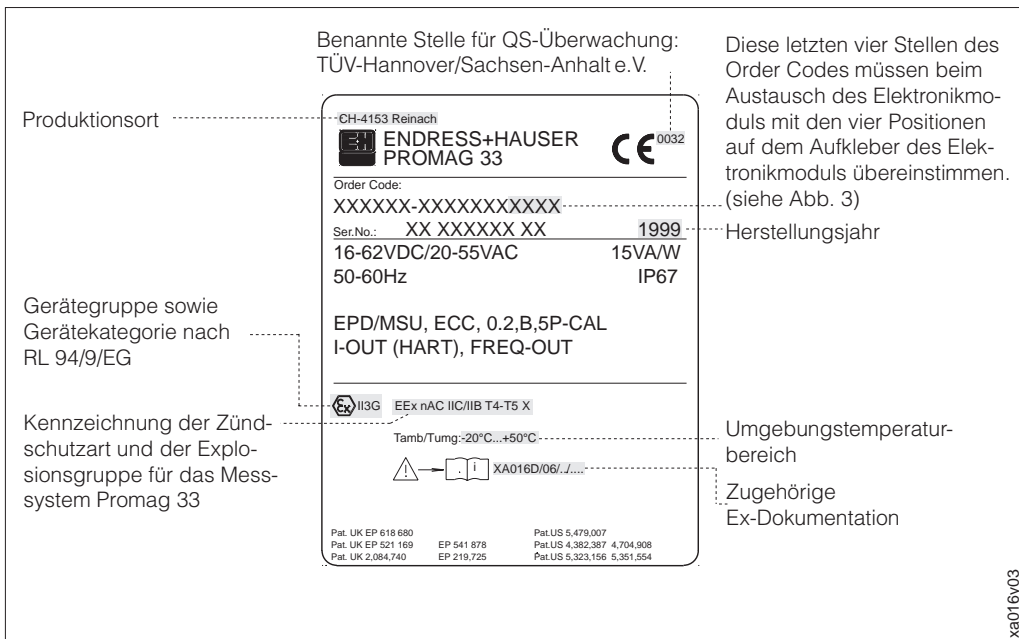 Benannte Stelle für QS-Überwachung:
TÜV-Hannover/Sachsen-Anhalt e.V.
Diese letzten vier Stellen des
Order Codes müssen beim
Austausch des Elektronikmo-
duls mit den vier Positionen
auf dem Aufkleber des Elek-
tronikmoduls übereinstimmen.
(siehe Abb. 3)
Produktionsort
CH-4153 Reinach
E+H
ENDRESS+HAUSER
PROMAG 33
CE 0032
Order Code:
XXXXXX-XXXXXXXXXXX
Ser.No.: XX XXXXXX XX 1999
Herstellungsjahr
16-62VDC/20-55VAC 15VA/W
50-60Hz IP67
EPD/MSU, ECC, 0.2,B,5P-CAL
I-OUT (HART), FREQ-OUT
Gerätegruppe sowie
Gerätekategorie nach
RL 94/9/EG
Ex II3G EEx nAC IIC/IIB T4-T5 X
Kennzeichnung der Zünd-
schutzart und der Explo-
sionsgruppe für das Mess-
system Promag 33
Tamb/Tumg:-20°C...+50°C
Umgebungstemperatur-
bereich
i XA016D/06/../....
Zugehörige
Ex-Dokumentation
Pat. UK EP 618 680 Pat.US 5,479,007
Pat. UK EP 521 169 EP 541 878 Pat.US 4,382,387 4,704,908
Pat. UK 2,084,740 EP 219,725 Pat.US 5,323,156 5,351,554
xa016v03